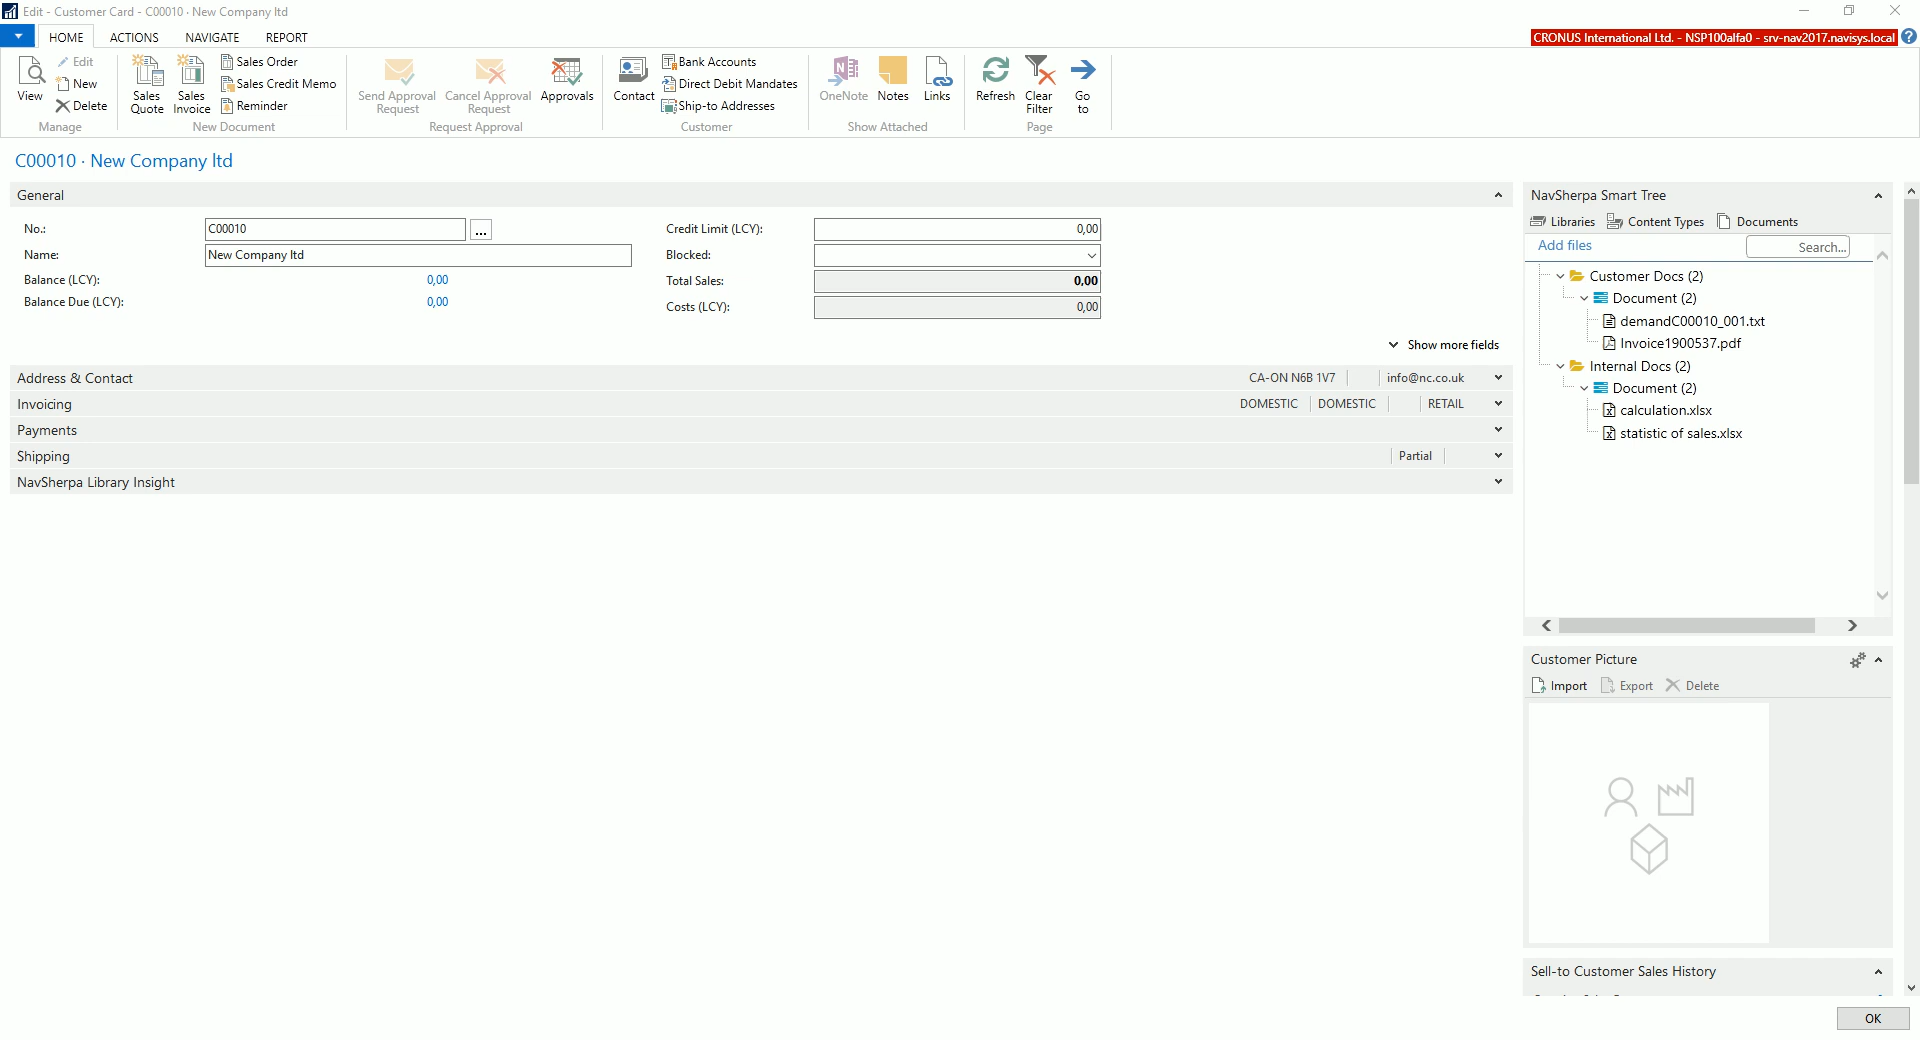 Edit - Customer Card - C00010 · New Company ltd
HOME ACTIONS NAVIGATE REPORT
CRONUS International Ltd. - NSP100alfa0 - srv-nav2017.navisys.local
View
Edit
New
Delete
Manage
Sales Quote
Sales Invoice
Sales Order
Sales Credit Memo
Reminder
New Document
Send Approval Request
Cancel Approval Request
Approvals
Request Approval
Contact
Bank Accounts
Direct Debit Mandates
Ship-to Addresses
Customer
OneNote
Notes
Links
Show Attached
Refresh
Clear Filter
Go to
Page
C00010 · New Company ltd
General
No.: C00010 ...
Name: New Company ltd
Balance (LCY): 0,00
Balance Due (LCY): 0,00
Credit Limit (LCY): 0,00
Blocked:
Total Sales: 0,00
Costs (LCY): 0,00
Show more fields
Address & Contact CA-ON N6B 1V7 info@nc.co.uk
Invoicing DOMESTIC DOMESTIC RETAIL
Payments
Shipping Partial
NavSherpa Library Insight
NavSherpa Smart Tree
Libraries Content Types Documents
Add files Search...
Customer Docs (2)
Document (2)
demandC00010_001.txt
Invoice1900537.pdf
Internal Docs (2)
Document (2)
calculation.xlsx
statistic of sales.xlsx
Customer Picture
Import Export Delete
Sell-to Customer Sales History
OK